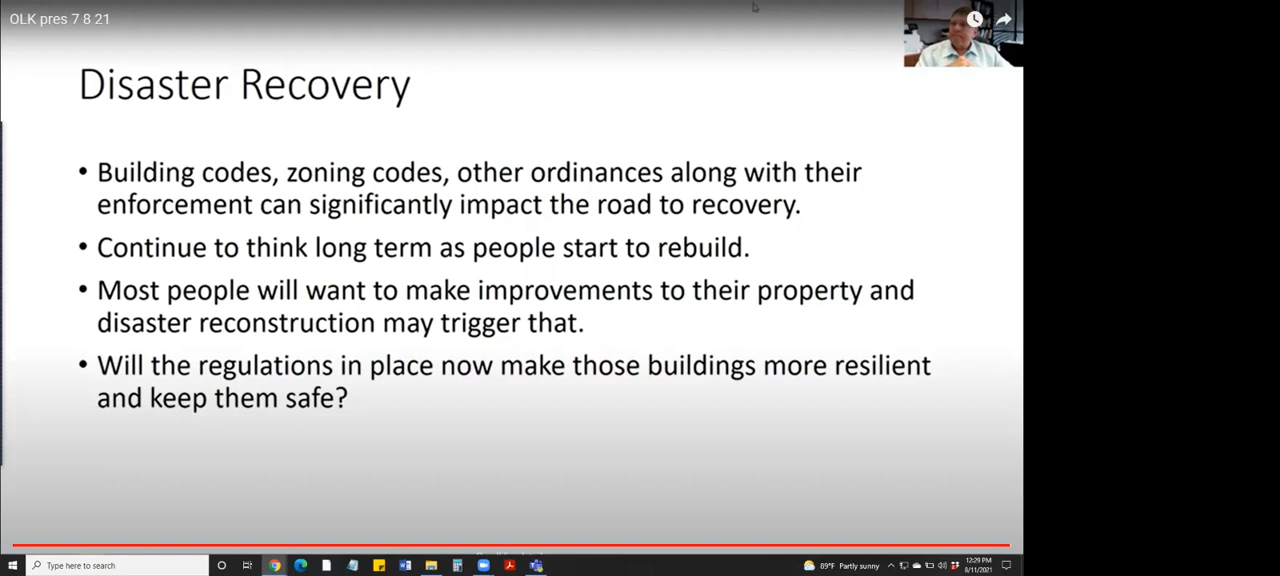 OLK pres 7 8 21
Disaster Recovery
• Building codes, zoning codes, other ordinances along with their
enforcement can significantly impact the road to recovery.
• Continue to think long term as people start to rebuild.
• Most people will want to make improvements to their property and
disaster reconstruction may trigger that.
• Will the regulations in place now make those buildings more resilient
and keep them safe?
Type here to search
89°F Partly sunny
12:29 PM
8/11/2021